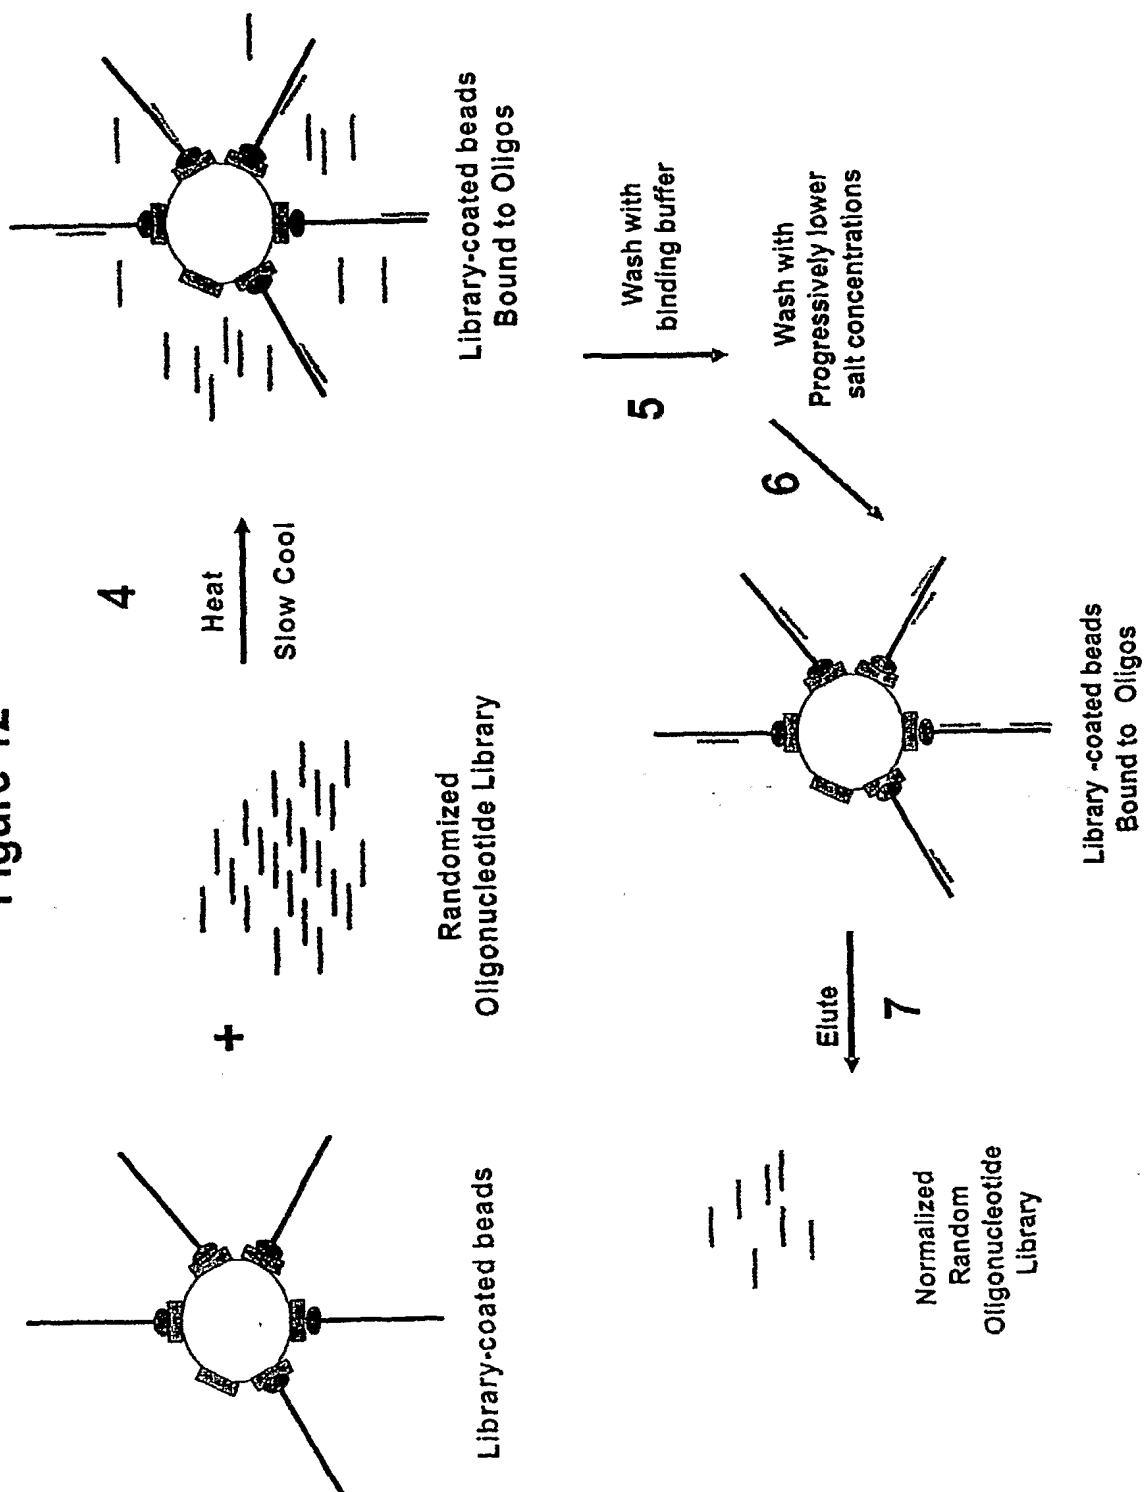 Figure 12
4
Heat
Slow Cool
+
Library-coated beads
Randomized
Oligonucleotide Library
Library-coated beads
Bound to Oligos
5
Wash with
binding buffer
6
Wash with
Progressively lower
salt concentrations
Elute
7
Normalized
Random
Oligonucleotide
Library
Library -coated beads
Bound to Oligos